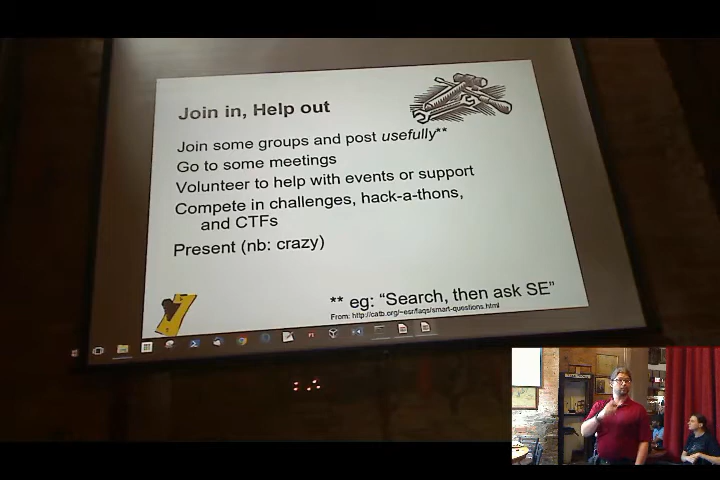 Join in, Help out
Join some groups and post usefully**
Go to some meetings
Volunteer to help with events or support
Compete in challenges, hack-a-thons,
and CTFs
Present (nb: crazy)
** eg: “Search, then ask SE”
From: http://catb.org/~esr/faqs/smart-questions.html